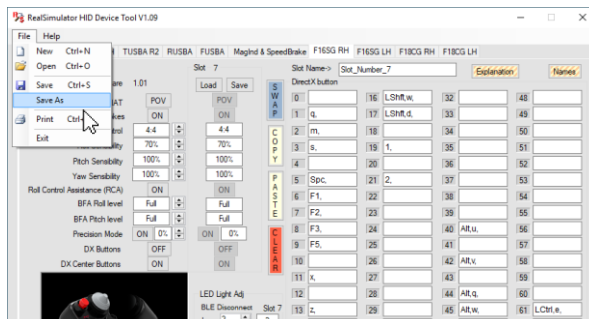 RealSimulator HID Device Tool V1.09
File Help
New Ctrl+N
Open Ctrl+O
Save Ctrl+S
Save As
Print Ctrl+
Exit
TUSBA R2 RUSBA FUSBA MagInd & SpeedBrake F16SG RH F16SG LH F18CG RH F18CG LH
Slot 7 Slot Name-> Slot_Number_7 Explanation Names
1.01 Load Save DirectX button
SWAP
COPY
PASTE
CLEAR
POV POV
ON ON
4:4 4:4
70% 70%
Pitch Sensibility 100% 100%
Yaw Sensibility 100% 100%
Roll Control Assistance (RCA) ON ON
BFA Roll level Full Full
BFA Pitch level Full Full
Precision Mode ON 0% ON 0%
DX Buttons OFF OFF
DX Center Buttons ON ON
LED Light Adj
BLE Disconnect Slot 7
0 16 LShft,w, 32 48
1 q, 17 LShft,d, 33 49
2 m, 18 34 50
3 s, 19 1, 35 51
4 20 36 52
5 Spc, 21 2, 37 53
6 F1, 22 38 54
7 F2, 23 39 55
8 F3, 24 40 Alt,u, 56
9 F5, 25 41 57
10 26 42 Alt,v, 58
11 x, 27 43 59
12 28 44 Alt,q, 60
13 z, 29 45 Alt,w, 61 LCtrl,e,